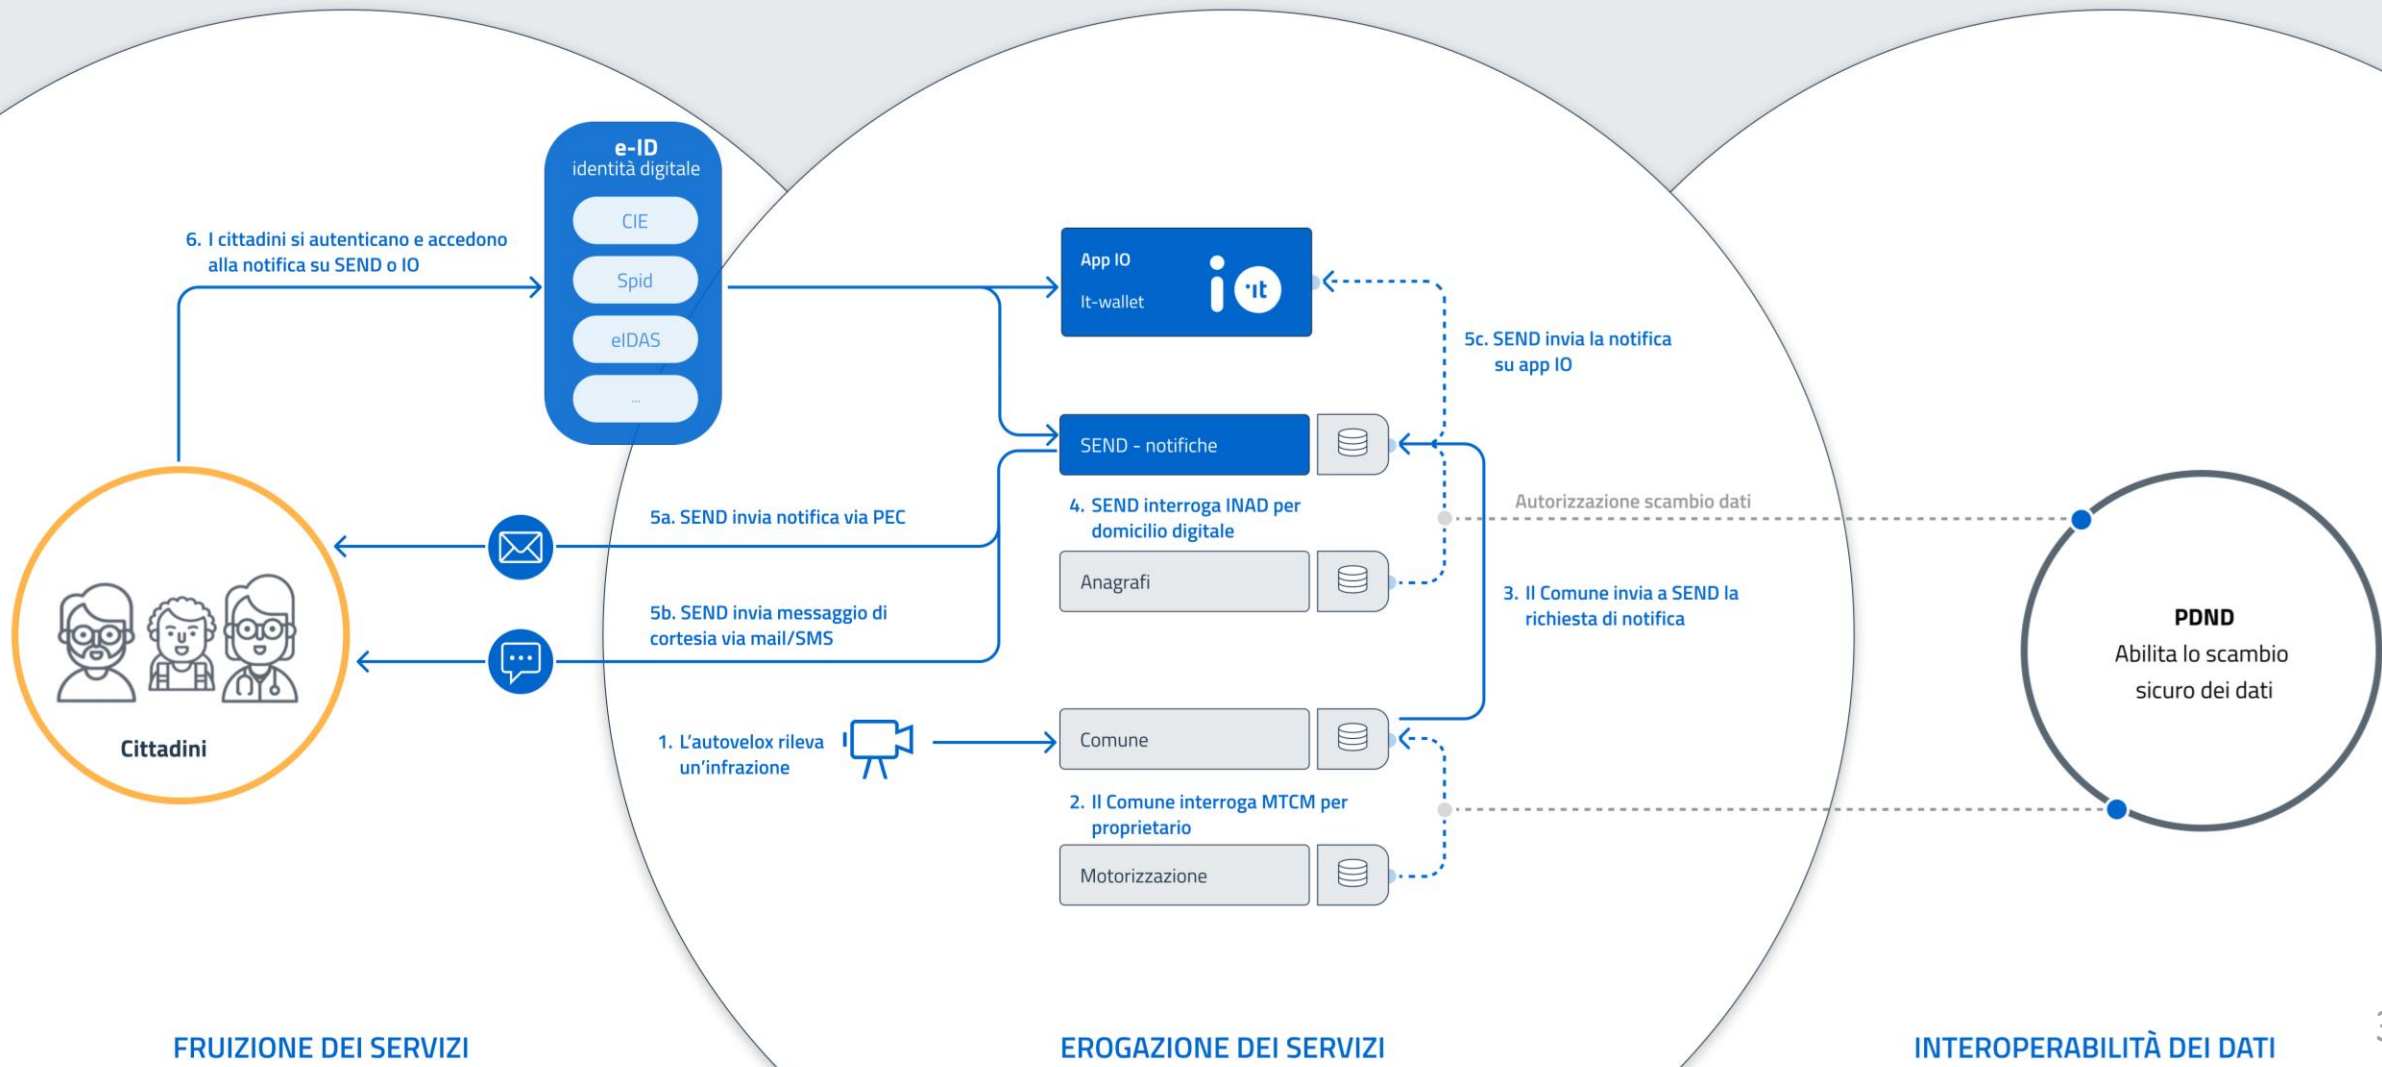 e-ID
identità digitale
CIE
Spid
eIDAS
...
6. I cittadini si autenticano e accedono
alla notifica su SEND o IO
App IO
It-wallet
io
·it
5c. SEND invia la notifica
su app IO
SEND - notifiche
5a. SEND invia notifica via PEC
4. SEND interroga INAD per
domicilio digitale
Autorizzazione scambio dati
Anagrafi
5b. SEND invia messaggio di
cortesia via mail/SMS
3. Il Comune invia a SEND la
richiesta di notifica
PDND
Abilita lo scambio
sicuro dei dati
Cittadini
1. L'autovelox rileva
un'infrazione
Comune
2. Il Comune interroga MTCM per
proprietario
Motorizzazione
FRUIZIONE DEI SERVIZI
EROGAZIONE DEI SERVIZI
INTEROPERABILITÀ DEI DATI